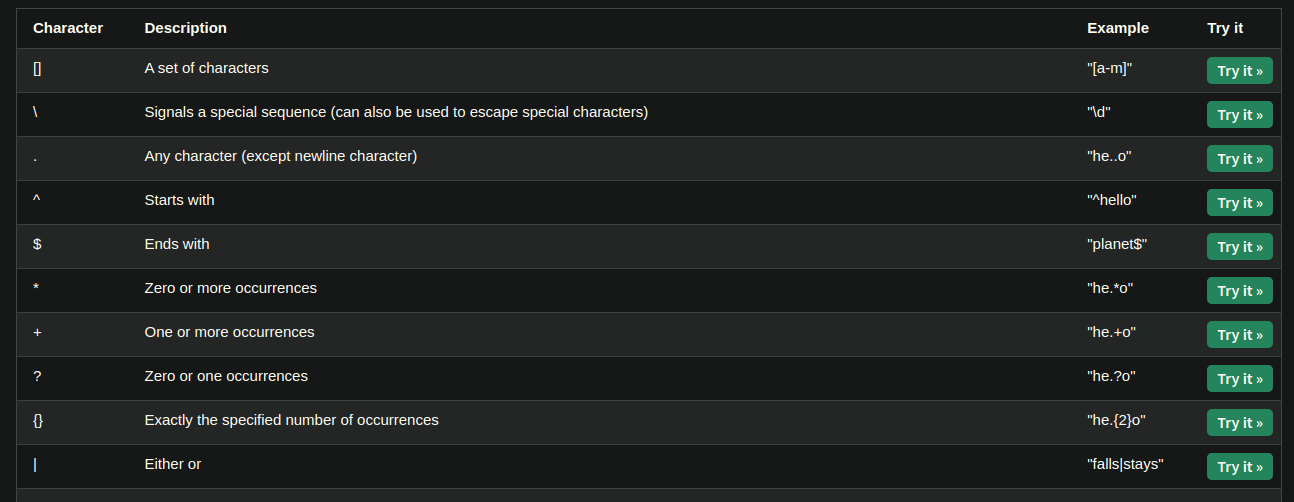 Character Description Example Try it
[] A set of characters "[a-m]" Try it »
\ Signals a special sequence (can also be used to escape special characters) "\d" Try it »
. Any character (except newline character) "he..o" Try it »
^ Starts with "^hello" Try it »
$ Ends with "planet$" Try it »
* Zero or more occurrences "he.*o" Try it »
+ One or more occurrences "he.+o" Try it »
? Zero or one occurrences "he.?o" Try it »
{} Exactly the specified number of occurrences "he.{2}o" Try it »
| Either or "falls|stays" Try it »